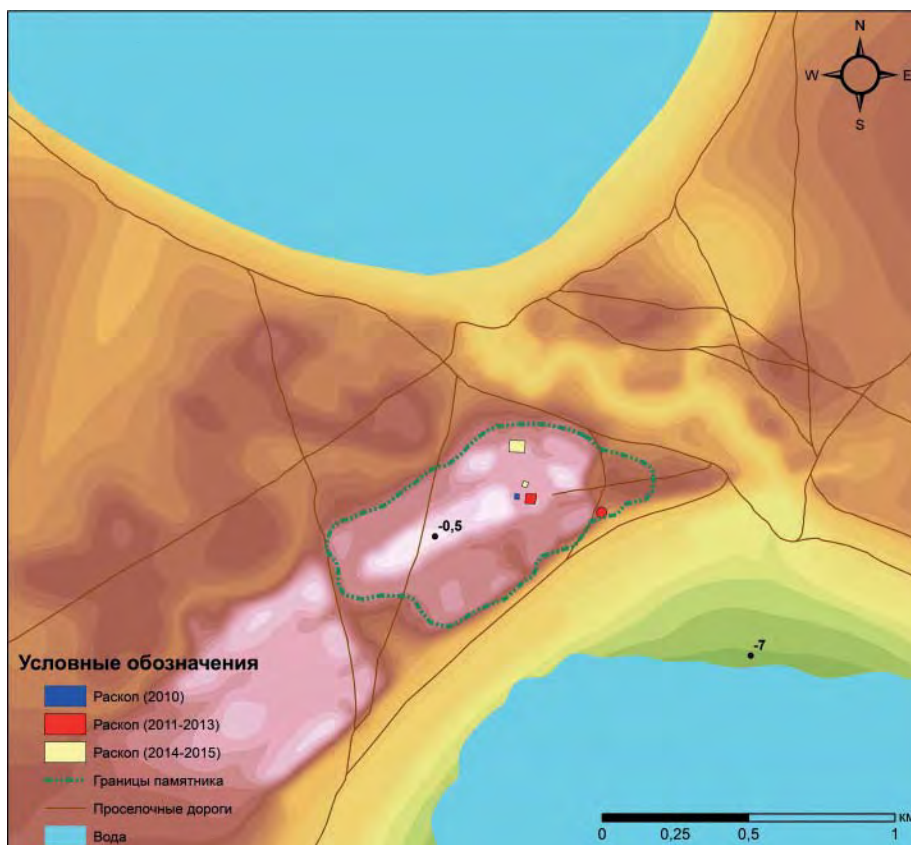 N
W E
S
-0,5
-7
Условные обозначения
Раскоп (2010)
Раскоп (2011-2013)
Раскоп (2014-2015)
Границы памятника
Проселочные дороги
Вода
км
0 0,25 0,5 1